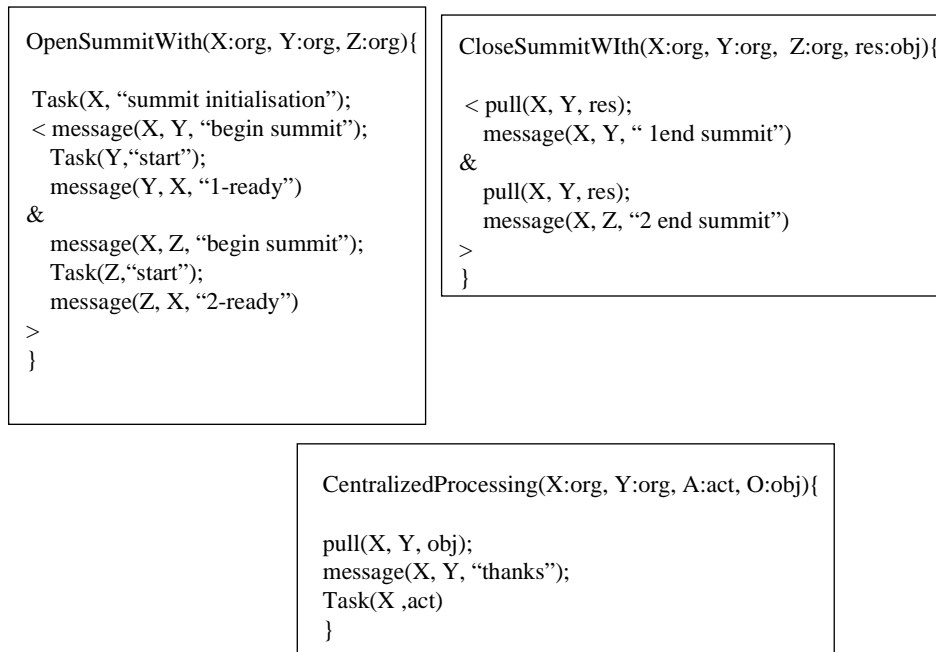 OpenSummitWith(X:org, Y:org, Z:org){
Task(X, “summit initialisation”);
< message(X, Y, “begin summit”);
Task(Y,“start”);
message(Y, X, “1-ready”)
&
message(X, Z, “begin summit”);
Task(Z,“start”);
message(Z, X, “2-ready”)
>
}
CloseSummitWIth(X:org, Y:org, Z:org, res:obj){
< pull(X, Y, res);
message(X, Y, “ 1end summit”)
&
pull(X, Y, res);
message(X, Z, “2 end summit”)
>
}
CentralizedProcessing(X:org, Y:org, A:act, O:obj){
pull(X, Y, obj);
message(X, Y, “thanks”);
Task(X ,act)
}